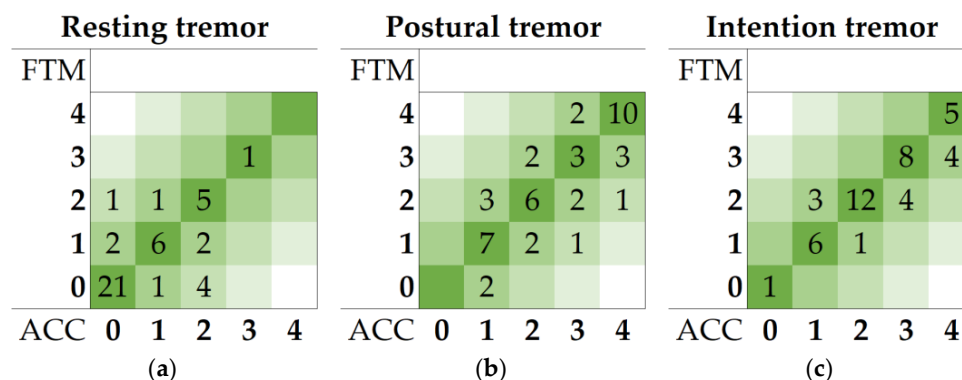 Resting tremor Postural tremor Intention tremor
FTM FTM FTM
4 4 2 10 4 5
3 1 3 2 3 3 3 8 4
2 1 1 5 2 3 6 2 1 2 3 12 4
1 2 6 2 1 7 2 1 1 6 1
0 21 1 4 0 2 0 1
ACC 0 1 2 3 4 ACC 0 1 2 3 4 ACC 0 1 2 3 4
(a) (b) (c)